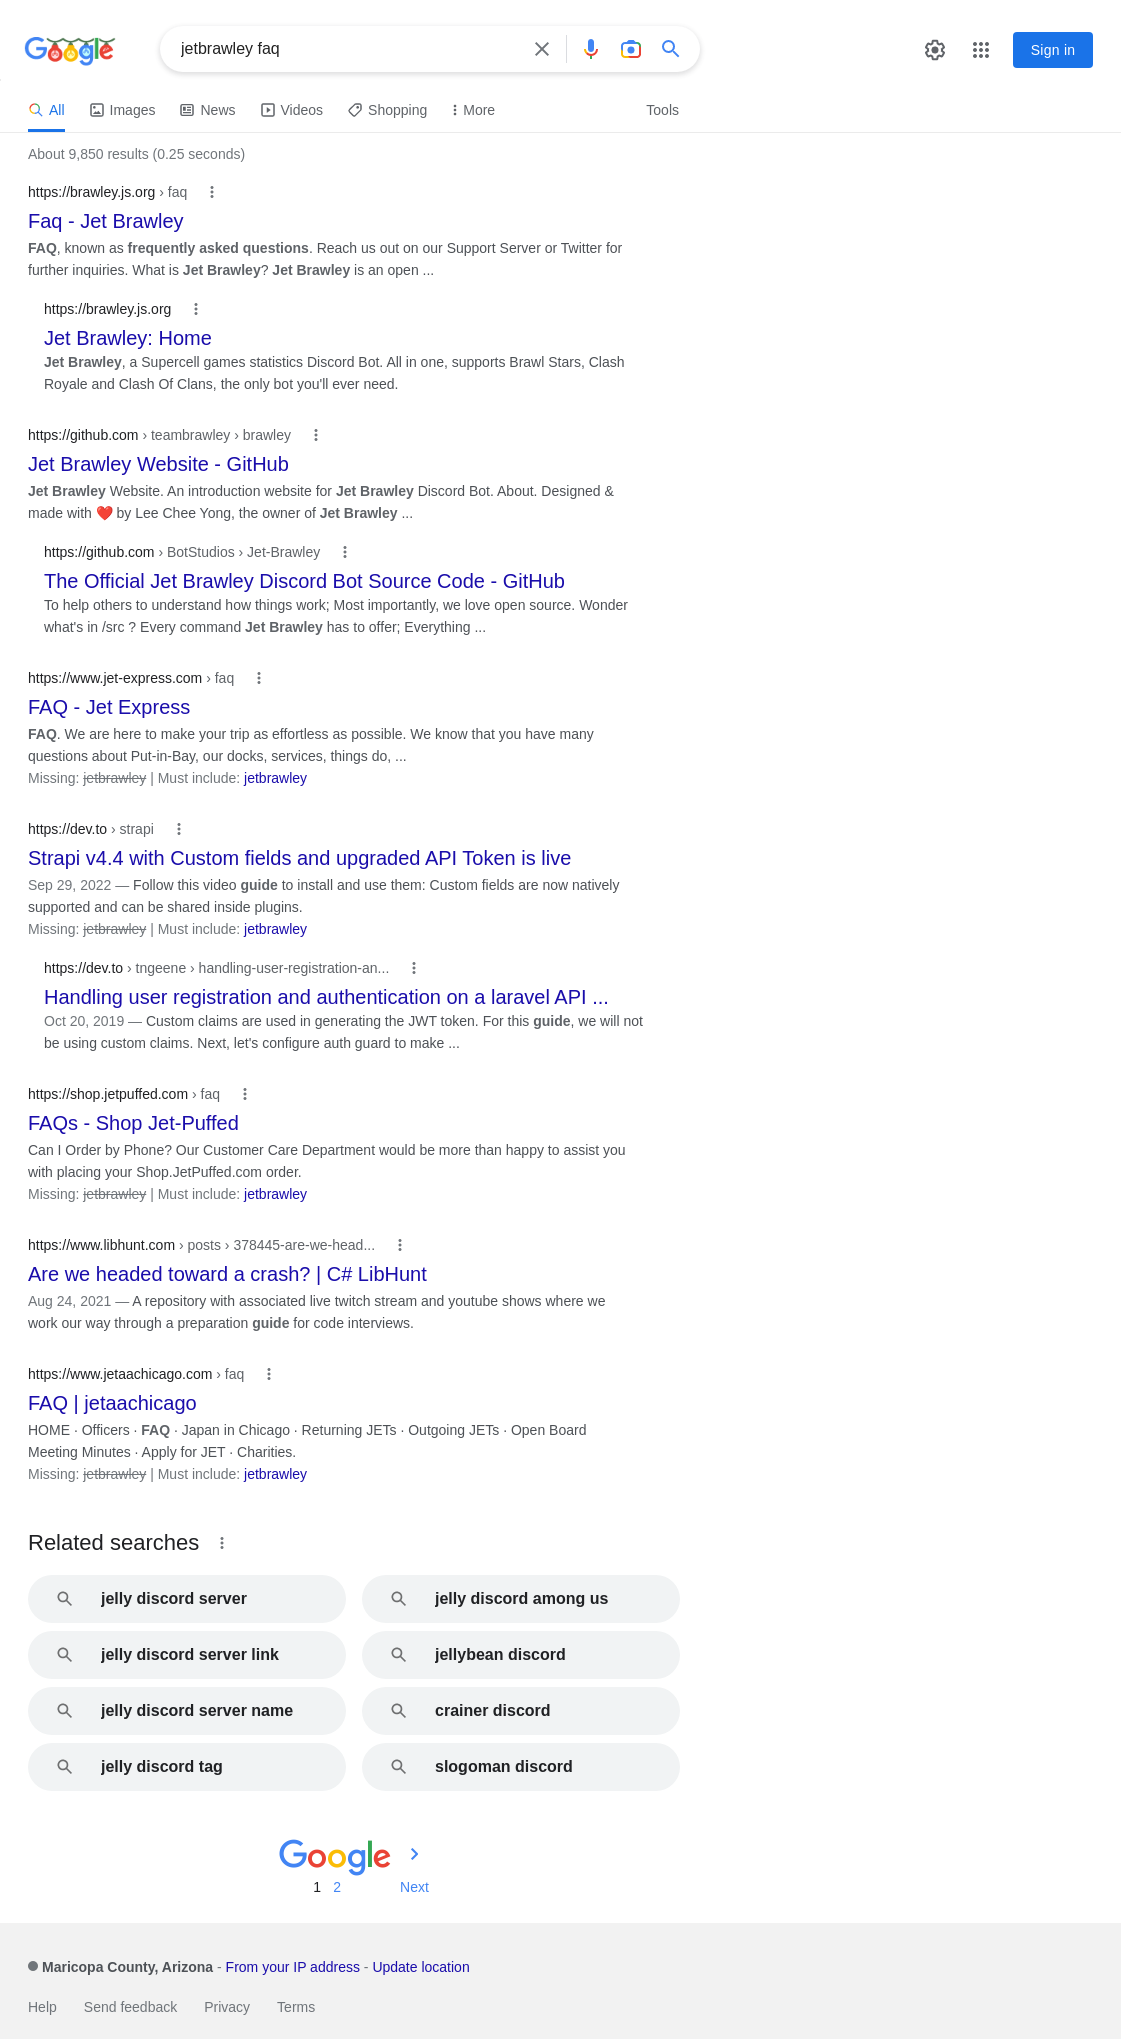 Google
jetbrawley faq
Sign in
All Images News Videos Shopping More Tools
About 9,850 results (0.25 seconds)
https://brawley.js.org › faq
Faq - Jet Brawley
FAQ, known as frequently asked questions. Reach us out on our Support Server or Twitter for
further inquiries. What is Jet Brawley? Jet Brawley is an open ...
https://brawley.js.org
Jet Brawley: Home
Jet Brawley, a Supercell games statistics Discord Bot. All in one, supports Brawl Stars, Clash
Royale and Clash Of Clans, the only bot you'll ever need.
https://github.com › teambrawley › brawley
Jet Brawley Website - GitHub
Jet Brawley Website. An introduction website for Jet Brawley Discord Bot. About. Designed &
made with ❤️ by Lee Chee Yong, the owner of Jet Brawley ...
https://github.com › BotStudios › Jet-Brawley
The Official Jet Brawley Discord Bot Source Code - GitHub
To help others to understand how things work; Most importantly, we love open source. Wonder
what's in /src ? Every command Jet Brawley has to offer; Everything ...
https://www.jet-express.com › faq
FAQ - Jet Express
FAQ. We are here to make your trip as effortless as possible. We know that you have many
questions about Put-in-Bay, our docks, services, things do, ...
Missing: jetbrawley | Must include: jetbrawley
https://dev.to › strapi
Strapi v4.4 with Custom fields and upgraded API Token is live
Sep 29, 2022 — Follow this video guide to install and use them: Custom fields are now natively
supported and can be shared inside plugins.
Missing: jetbrawley | Must include: jetbrawley
https://dev.to › tngeene › handling-user-registration-an...
Handling user registration and authentication on a laravel API ...
Oct 20, 2019 — Custom claims are used in generating the JWT token. For this guide, we will not
be using custom claims. Next, let's configure auth guard to make ...
https://shop.jetpuffed.com › faq
FAQs - Shop Jet-Puffed
Can I Order by Phone? Our Customer Care Department would be more than happy to assist you
with placing your Shop.JetPuffed.com order.
Missing: jetbrawley | Must include: jetbrawley
https://www.libhunt.com › posts › 378445-are-we-head...
Are we headed toward a crash? | C# LibHunt
Aug 24, 2021 — A repository with associated live twitch stream and youtube shows where we
work our way through a preparation guide for code interviews.
https://www.jetaachicago.com › faq
FAQ | jetaachicago
HOME · Officers · FAQ · Japan in Chicago · Returning JETs · Outgoing JETs · Open Board
Meeting Minutes · Apply for JET · Charities.
Missing: jetbrawley | Must include: jetbrawley
Related searches
jelly discord server
jelly discord among us
jelly discord server link
jellybean discord
jelly discord server name
crainer discord
jelly discord tag
slogoman discord
Google
1 2 Next
Maricopa County, Arizona - From your IP address - Update location
Help Send feedback Privacy Terms